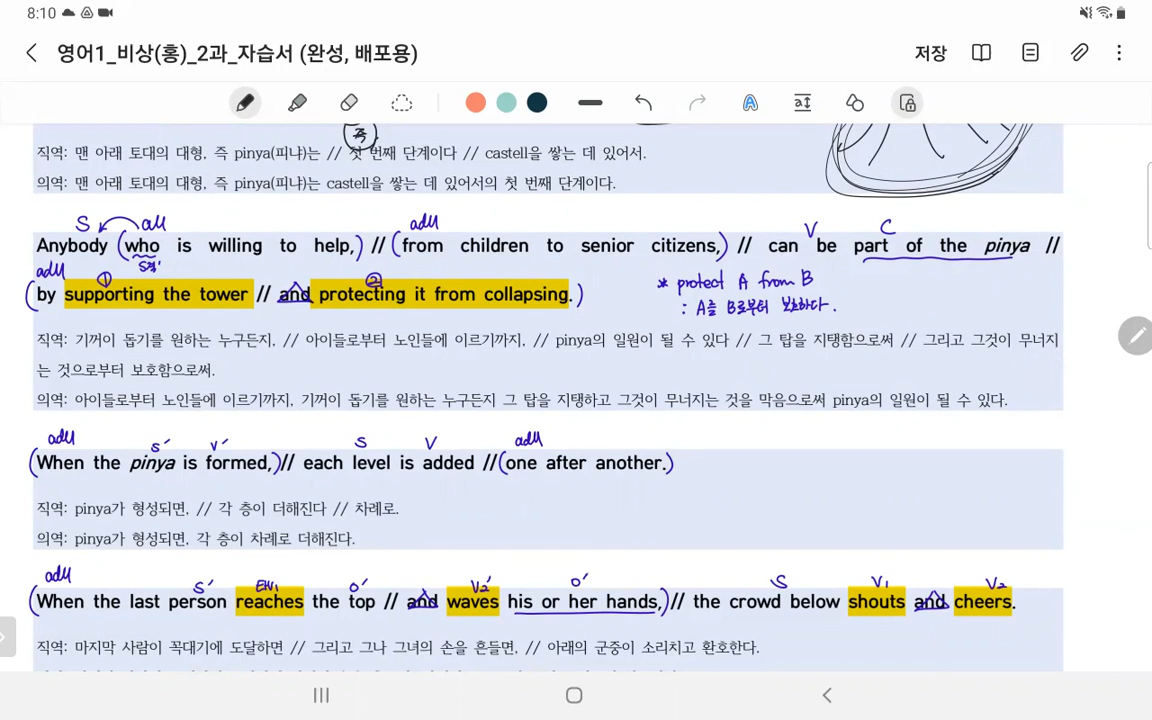 8:10
영어1_비상(홍)_2과_자습서 (완성, 배포용)
저장
즉
직역: 맨 아래 토대의 대형, 즉 pinya(피냐)는 // 첫 번째 단계이다 // castell을 쌓는 데 있어서.
의역: 맨 아래 토대의 대형, 즉 pinya(피냐)는 castell을 쌓는 데 있어서의 첫 번째 단계이다.
S adj adv V C
Anybody (who is willing to help,) // (from children to senior citizens,) // can be part of the pinya //
adv ① ② * protect A from B
(by supporting the tower // and protecting it from collapsing.)
: A를 B로부터 보호하다.
직역: 기꺼이 돕기를 원하는 누구든지, // 아이들로부터 노인들에 이르기까지, // pinya의 일원이 될 수 있다 // 그 탑을 지탱함으로써 // 그리고 그것이 무너지
는 것으로부터 보호함으로써.
의역: 아이들로부터 노인들에 이르기까지, 기꺼이 돕기를 원하는 누구든지 그 탑을 지탱하고 그것이 무너지는 것을 막음으로써 pinya의 일원이 될 수 있다.
adv S' V' S V adv
(When the pinya is formed,) // each level is added // (one after another.)
직역: pinya가 형성되면, // 각 층이 더해진다 // 차례로.
의역: pinya가 형성되면, 각 층이 차례로 더해진다.
adv S' O' V2' O' S V1 V2
(When the last person reaches the top // and waves his or her hands,) // the crowd below shouts and cheers.
직역: 마지막 사람이 꼭대기에 도달하면 // 그리고 그나 그녀의 손을 흔들면, // 아래의 군중이 소리치고 환호한다.